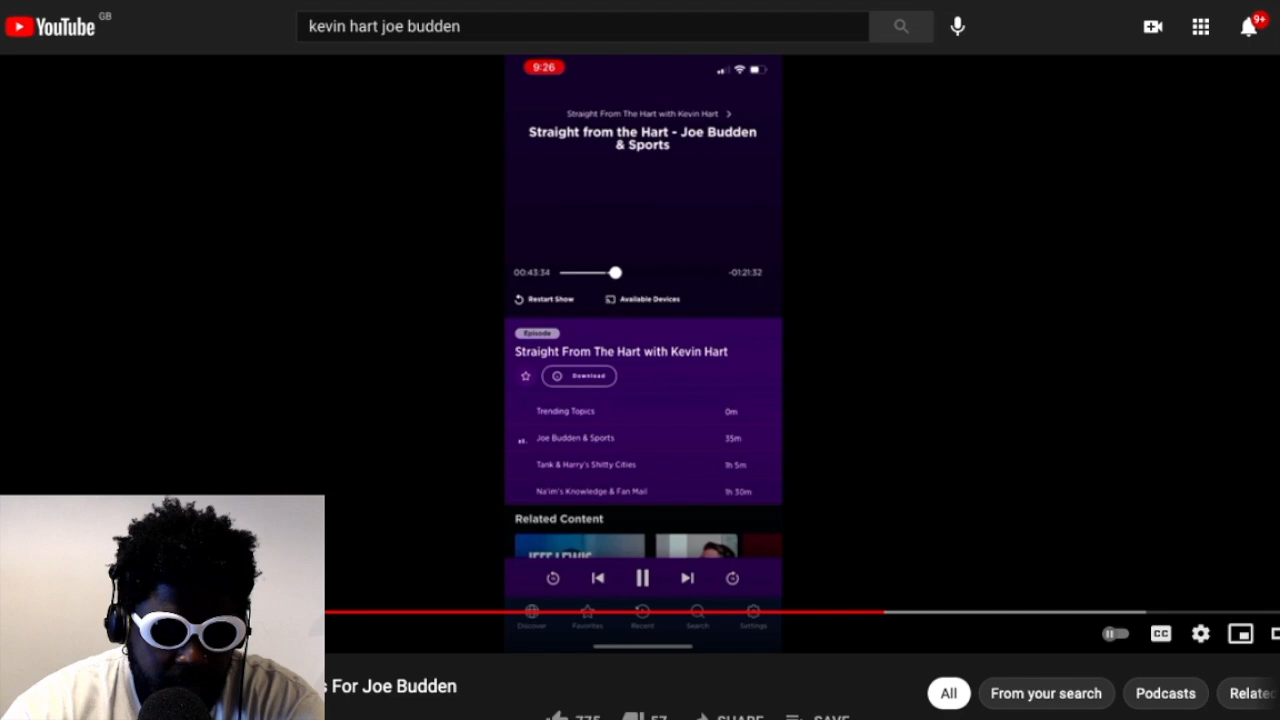 YouTube GB
kevin hart joe budden
9+
9:26
Straight From The Hart with Kevin Hart
Straight from the Hart - Joe Budden
& Sports
00:43:34
-01:21:32
Restart Show
Available Devices
Episode
Straight From The Hart with Kevin Hart
Download
Trending Topics 0m
Joe Budden & Sports 35m
Tank & Harry's Shitty Cities 1h 5m
Na'im's Knowledge & Fan Mail 1h 30m
Related Content
JEFF LEWIS
Discover Favorites Recent Search Settings
CC
s For Joe Budden
All From your search Podcasts Relate
775 57 SHARE SAVE